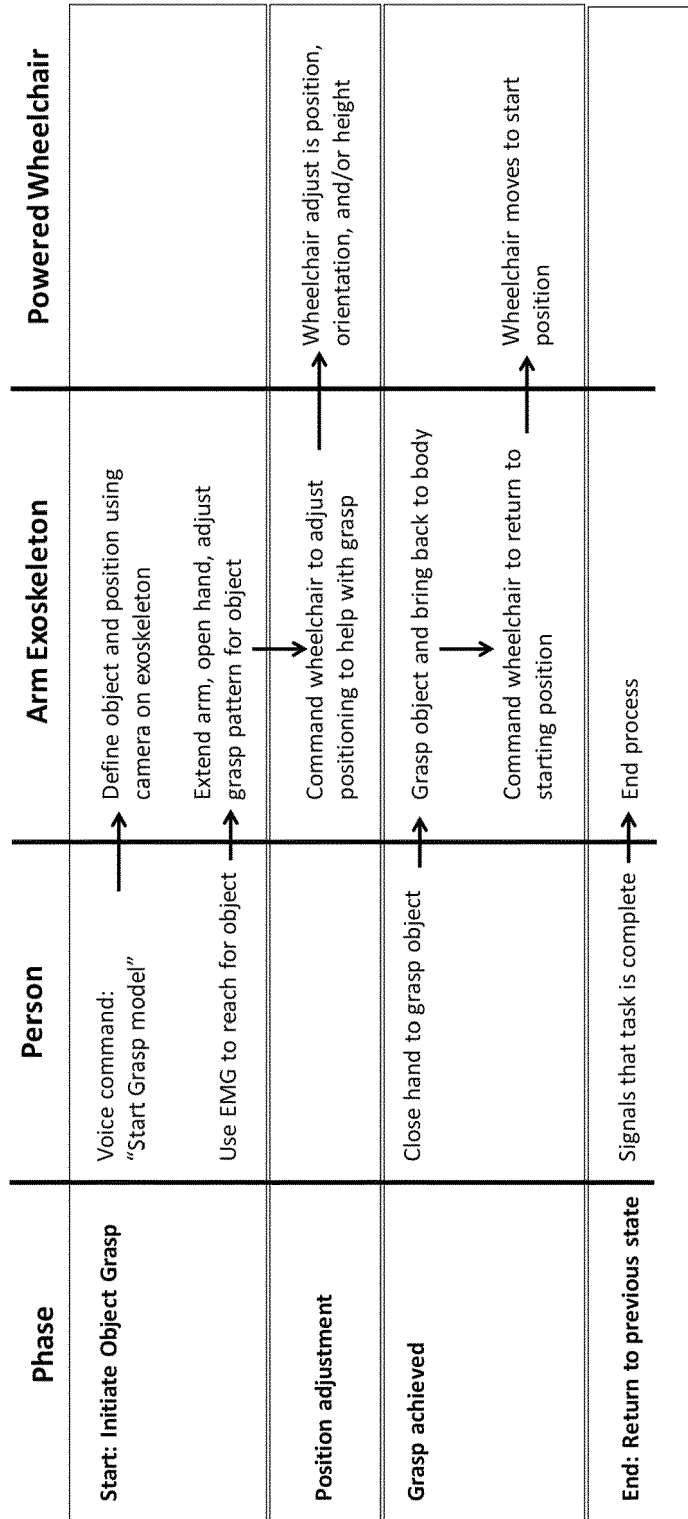 Phase
Person
Arm Exoskeleton
Powered Wheelchair
Start: Initiate Object Grasp
Voice command:
“Start Grasp model”
Define object and position using
camera on exoskeleton
Use EMG to reach for object
Extend arm, open hand, adjust
grasp pattern for object
Position adjustment
Command wheelchair to adjust
positioning to help with grasp
Wheelchair adjust is position,
orientation, and/or height
Grasp achieved
Close hand to grasp object
Grasp object and bring back to body
Command wheelchair to return to
starting position
Wheelchair moves to start
position
End: Return to previous state
Signals that task is complete
End process